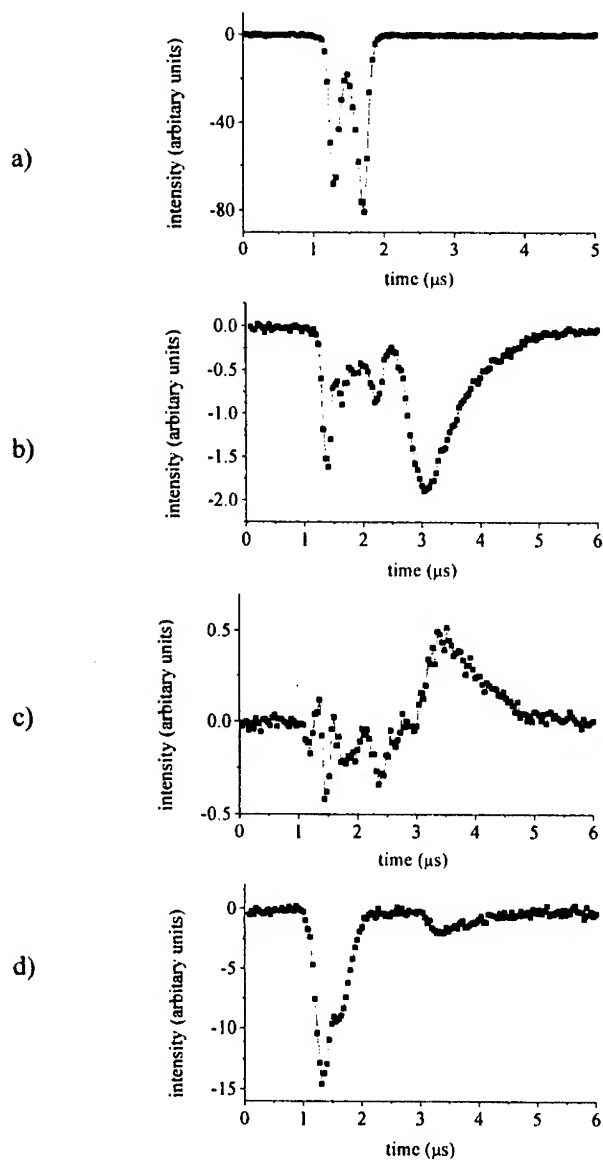 a)
intensity (arbitary units)
0
-40
-80
0 1 2 3 4 5
time (μs)
b)
intensity (arbitary units)
0.0
-0.5
-1.0
-1.5
-2.0
0 1 2 3 4 5 6
time (μs)
c)
intensity (arbitary units)
0.5
0.0
-0.5
0 1 2 3 4 5 6
time (μs)
d)
intensity (arbitary units)
0
-5
-10
-15
0 1 2 3 4 5 6
time (μs)